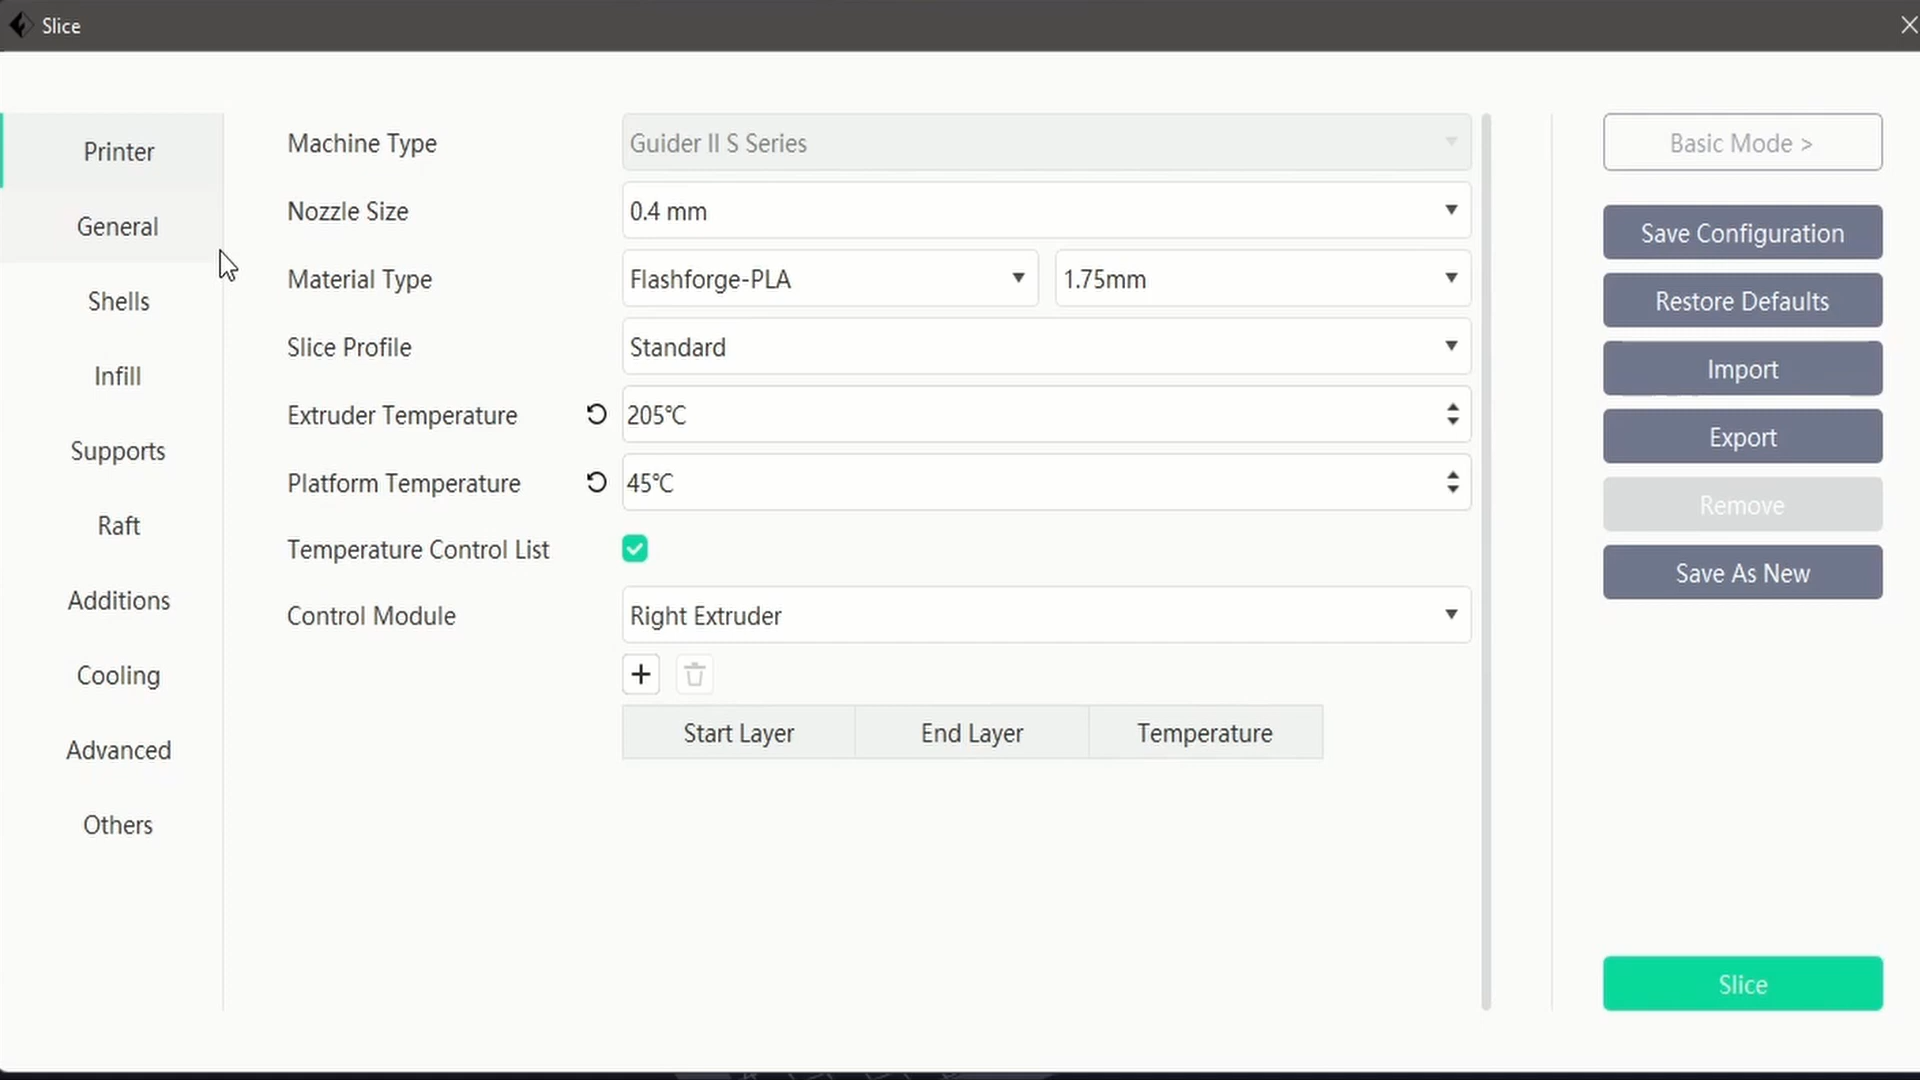 Slice
Printer
General
Shells
Infill
Supports
Raft
Additions
Cooling
Advanced
Others
Machine Type
Guider II S Series
Nozzle Size
0.4 mm
Material Type
Flashforge-PLA
1.75mm
Slice Profile
Standard
Extruder Temperature
205℃
Platform Temperature
45℃
Temperature Control List
Control Module
Right Extruder
Start Layer
End Layer
Temperature
Basic Mode >
Save Configuration
Restore Defaults
Import
Export
Remove
Save As New
Slice